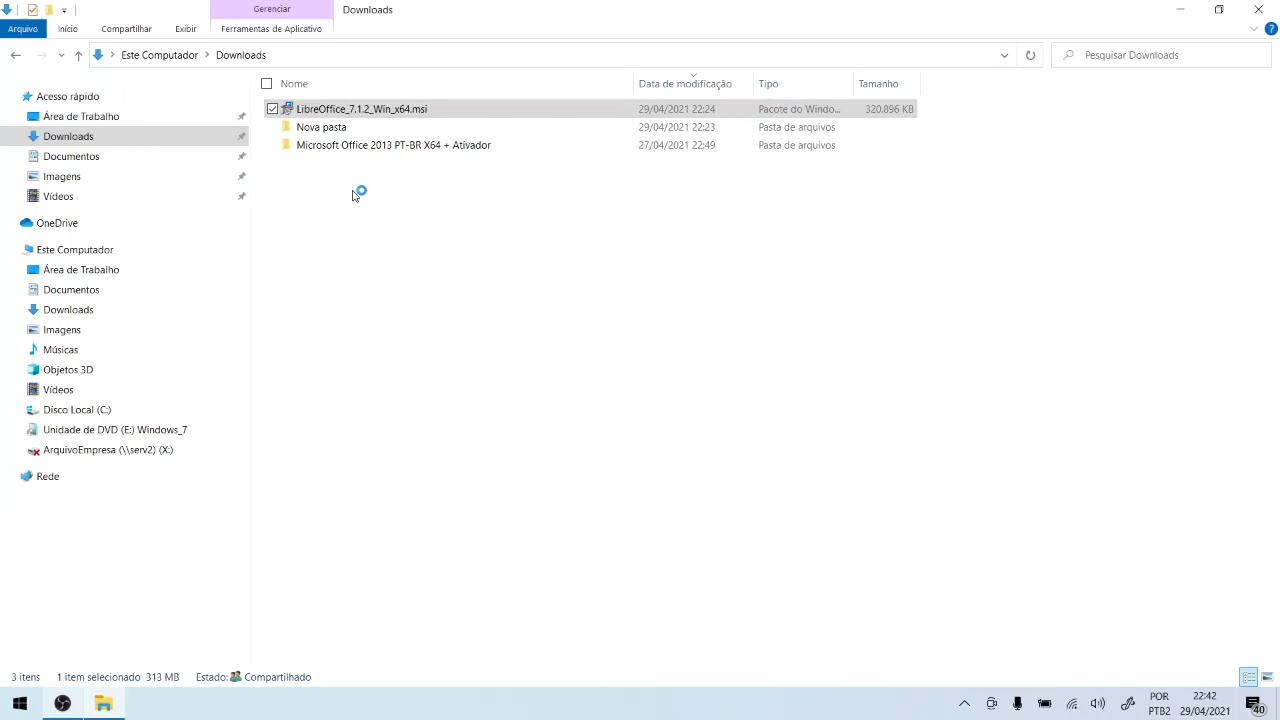 Gerenciar
Downloads
Arquivo
Início
Compartilhar
Exibir
Ferramentas de Aplicativo
Este Computador
Downloads
Pesquisar Downloads
Nome
Data de modificação
Tipo
Tamanho
LibreOffice_7.1.2_Win_x64.msi
29/04/2021 22:24
Pacote do Windo...
320.896 KB
Nova pasta
29/04/2021 22:23
Pasta de arquivos
Microsoft Office 2013 PT-BR X64 + Ativador
27/04/2021 22:49
Pasta de arquivos
Acesso rápido
Área de Trabalho
Downloads
Documentos
Imagens
Vídeos
OneDrive
Este Computador
Área de Trabalho
Documentos
Downloads
Imagens
Músicas
Objetos 3D
Vídeos
Disco Local (C:)
Unidade de DVD (E:) Windows_7
ArquivoEmpresa (\\serv2) (X:)
Rede
3 itens
1 item selecionado 313 MB
Estado:
Compartilhado
POR
PTB2
22:42
29/04/2021
40